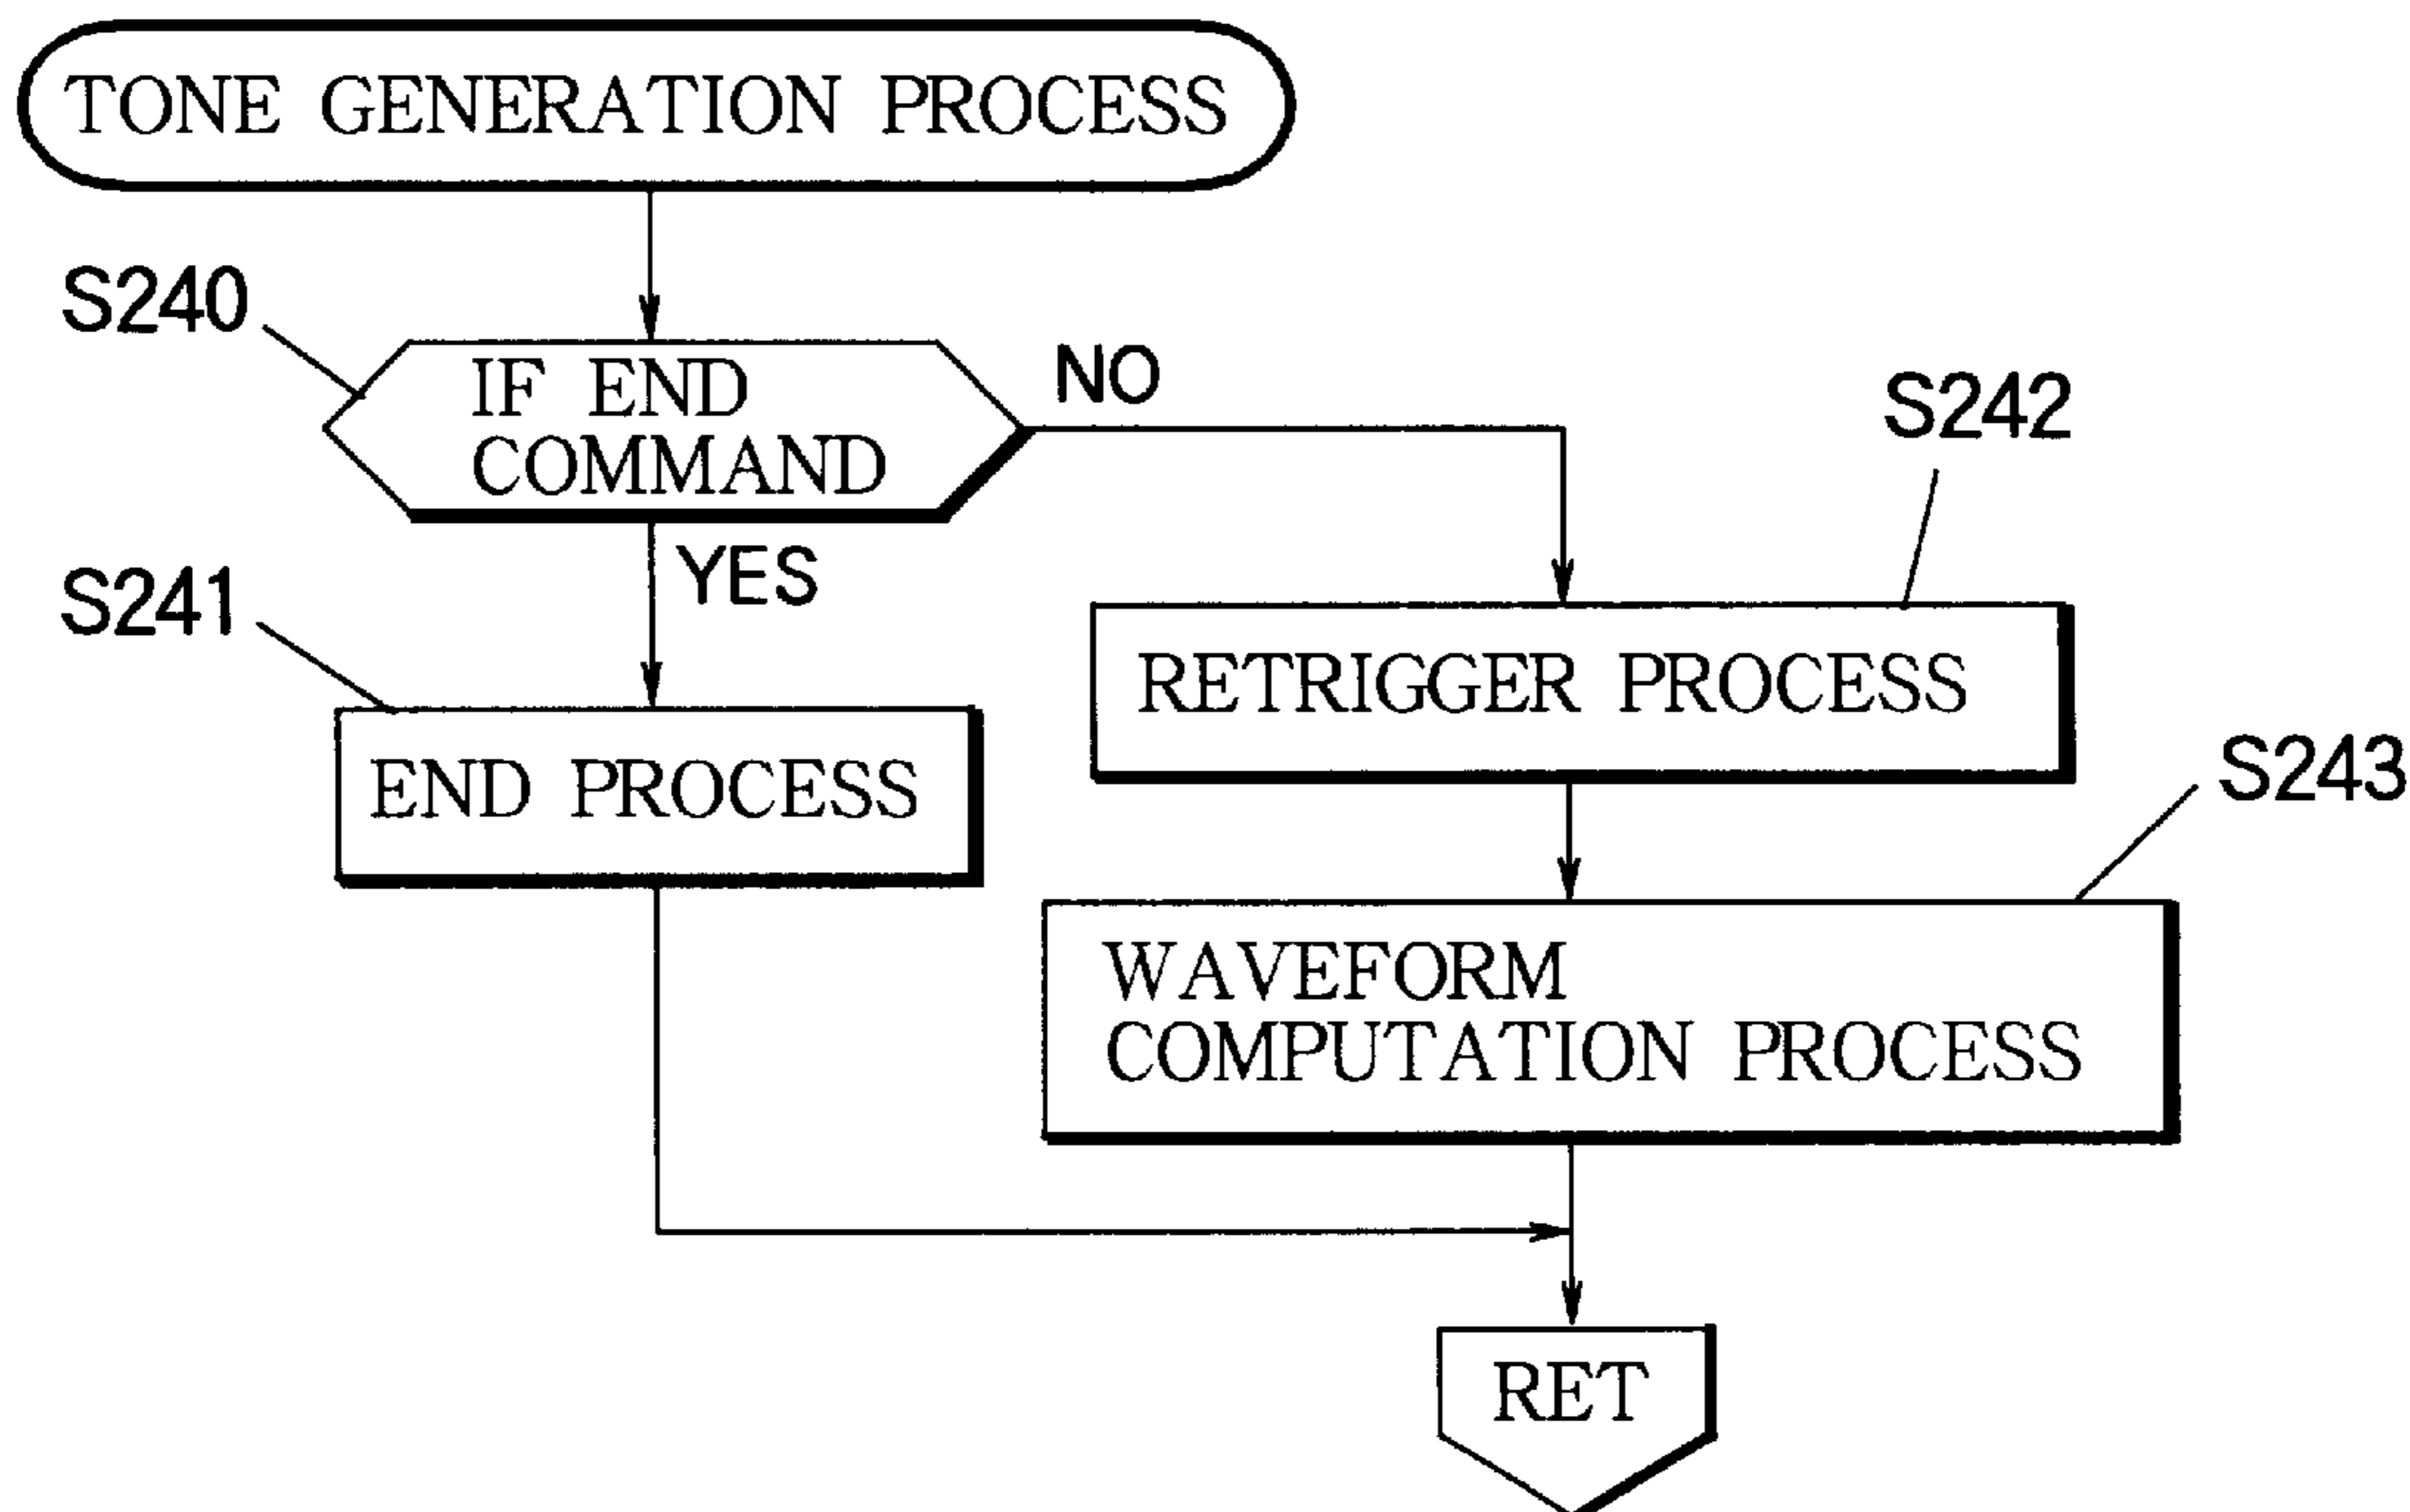 TONE GENERATION PROCESS
S240
IF END
COMMAND
NO
S242
YES
S241
RETRIGGER PROCESS
END PROCESS
S243
WAVEFORM
COMPUTATION PROCESS
RET